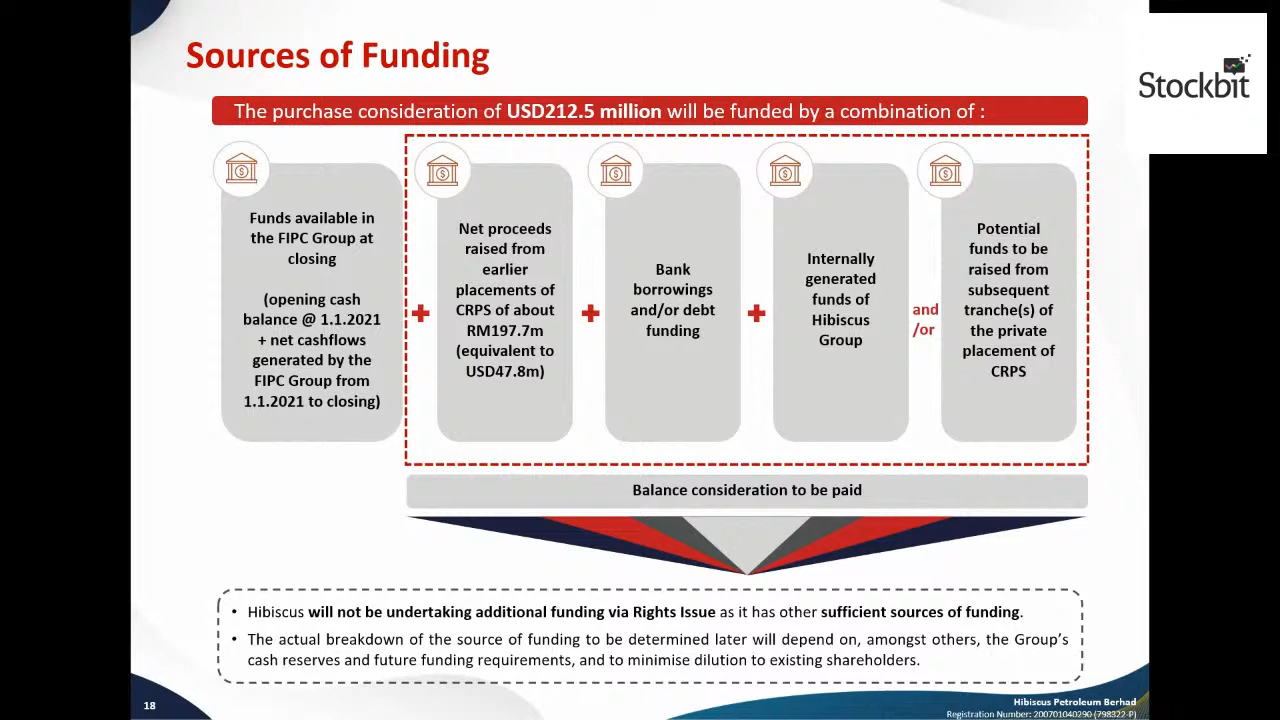 Sources of Funding
Stockbit
The purchase consideration of USD212.5 million will be funded by a combination of :
Funds available in
the FIPC Group at
closing
(opening cash
balance @ 1.1.2021
+ net cashflows
generated by the
FIPC Group from
1.1.2021 to closing)
Net proceeds
raised from
earlier
placements of
CRPS of about
RM197.7m
(equivalent to
USD47.8m)
Bank
borrowings
and/or debt
funding
Internally
generated
funds of
Hibiscus
Group
and
/or
Potential
funds to be
raised from
subsequent
tranche(s) of
the private
placement of
CRPS
Balance consideration to be paid
• Hibiscus will not be undertaking additional funding via Rights Issue as it has other sufficient sources of funding.
• The actual breakdown of the source of funding to be determined later will depend on, amongst others, the Group's
cash reserves and future funding requirements, and to minimise dilution to existing shareholders.
18
Hibiscus Petroleum Berhad
Registration Number: 200701040290 (798322-P)